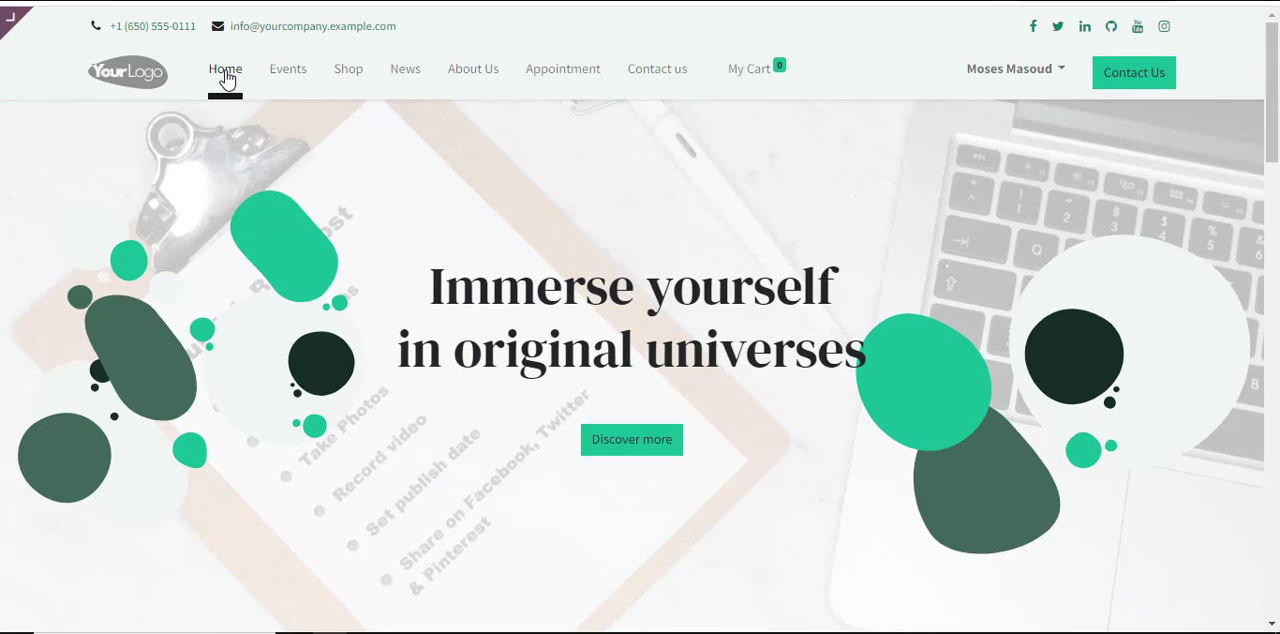 +1 (650) 555-0111 info@yourcompany.example.com
YourLogo Home Events Shop News About Us Appointment Contact us My Cart 0 Moses Masoud Contact Us
Immerse yourself
in original universes
Discover more
Take Photos
Record video
Set publish date
Share on Facebook, Twitter
& Pinterest